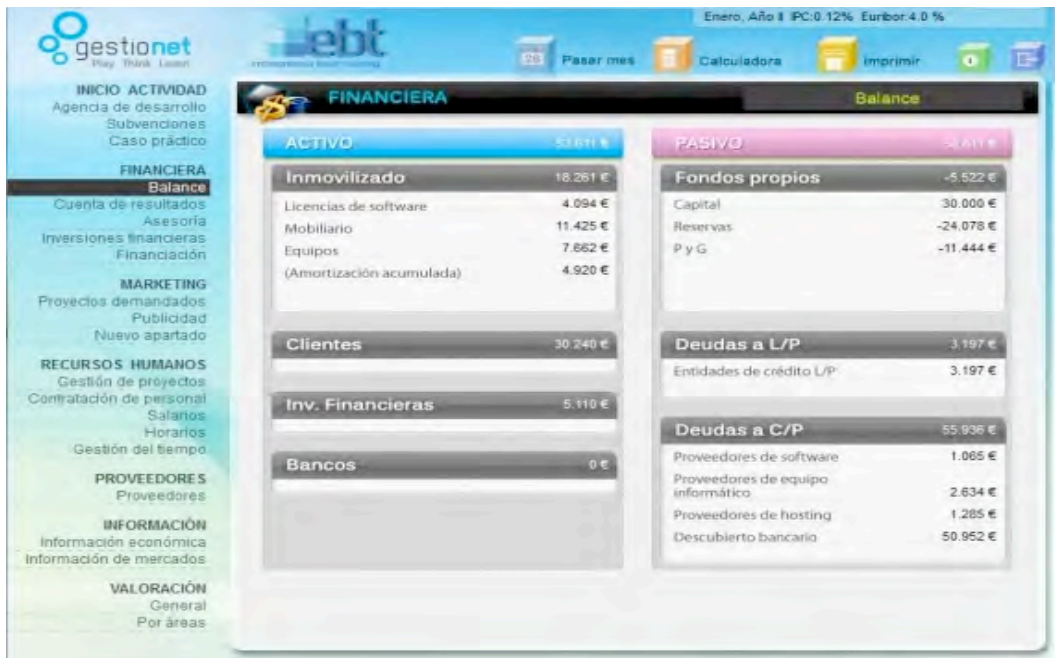 Enero, Año II IPC:0.12% Euribor:4.0 %
gestionet
Play Think Learn
ebt
Pasar mes
Calculadora
Imprimir
INICIO ACTIVIDAD
Agencia de desarrollo
Subvenciones
Caso práctico
FINANCIERA
Balance
Cuenta de resultados
Asesoría
Inversiones financieras
Financiación
MARKETING
Proyectos demandados
Publicidad
Nuevo apartado
RECURSOS HUMANOS
Gestión de proyectos
Contratación de personal
Salarios
Horarios
Gestión del tiempo
PROVEEDORES
Proveedores
INFORMACIÓN
Información económica
Información de mercados
VALORACIÓN
General
Por áreas
FINANCIERA
Balance
ACTIVO 53.611 €
Inmovilizado 18.261 €
Licencias de software 4.094 €
Mobiliario 11.425 €
Equipos 7.662 €
(Amortización acumulada) 4.920 €
Clientes 30.240 €
Inv. Financieras 5.110 €
Bancos 0 €
PASIVO 53.611 €
Fondos propios -5.522 €
Capital 30.000 €
Reservas -24.078 €
P y G -11.444 €
Deudas a L/P 3.197 €
Entidades de crédito L/P 3.197 €
Deudas a C/P 55.936 €
Proveedores de software 1.065 €
Proveedores de equipo
informático 2.634 €
Proveedores de hosting 1.285 €
Descubierto bancario 50.952 €